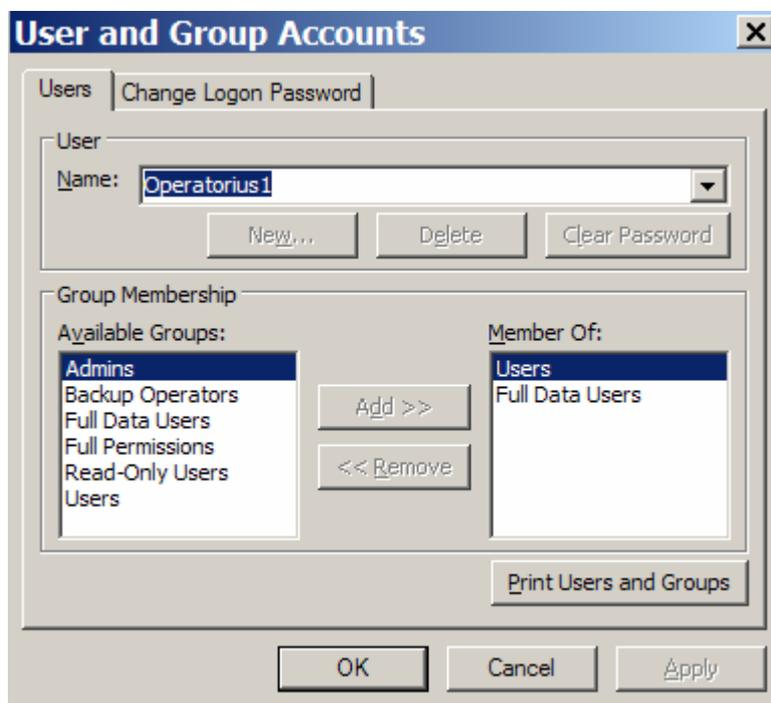 User and Group Accounts
Users
Change Logon Password
User
Name:
Operatorius1
New...
Delete
Clear Password
Group Membership
Available Groups:
Admins
Backup Operators
Full Data Users
Full Permissions
Read-Only Users
Users
Add >>
<< Remove
Member Of:
Users
Full Data Users
Print Users and Groups
OK
Cancel
Apply